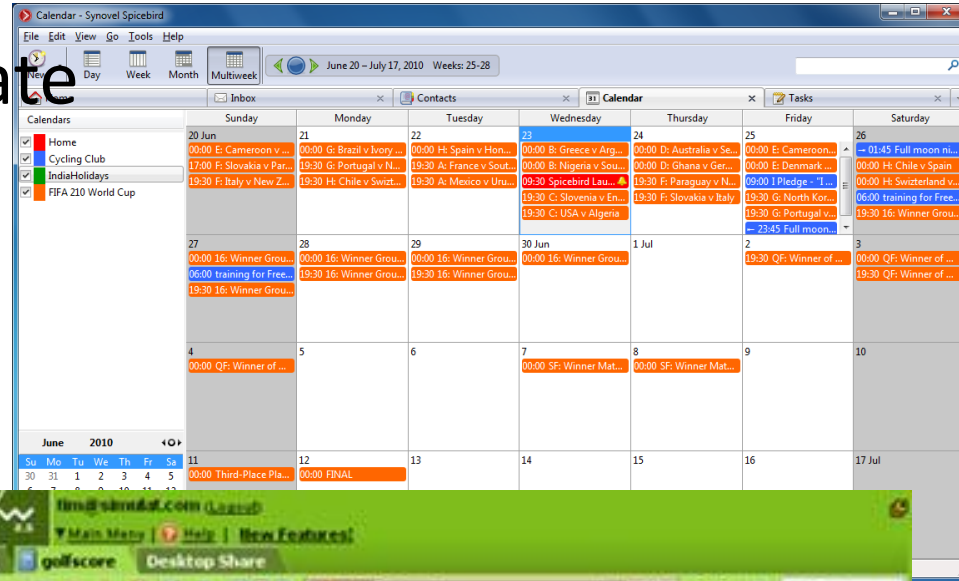 Calendar - Synovel Spicebird
File Edit View Go Tools Help
ate
New Day Week Month Multiweek June 20 – July 17, 2010 Weeks: 25-28
Inbox Contacts 31 Calendar Tasks
Calendars Sunday Monday Tuesday Wednesday Thursday Friday Saturday
Home
Cycling Club
IndiaHolidays
FIFA 210 World Cup
20 Jun 21 22 23 24 25 26
00:00 E: Cameroon v ... 00:00 G: Brazil v Ivory ... 00:00 H: Spain v Hon... 00:00 B: Greece v Arg... 00:00 D: Australia v Se... 00:00 E: Cameroon... 01:45 Full moon ni...
17:00 F: Slovakia v Par... 19:30 G: Portugal v N... 19:30 A: France v Sout... 00:00 B: Nigeria v Sou... 00:00 D: Ghana v Ger... 00:00 E: Denmark ... 00:00 H: Chile v Spain
19:30 F: Italy v New Z... 19:30 H: Chile v Swizt... 19:30 A: Mexico v Uru... 09:30 Spicebird Lau... 19:30 F: Paraguay v N... 09:00 I Pledge - "I ... 00:00 H: Swizterland v...
19:30 C: Slovenia v En... 19:30 F: Slovakia v Italy 19:30 G: North Kor... 06:00 training for Free...
19:30 C: USA v Algeria 19:30 G: Portugal v... 19:30 16: Winner Grou...
23:45 Full moon...
27 28 29 30 Jun 1 Jul 2 3
00:00 16: Winner Grou... 00:00 16: Winner Grou... 00:00 16: Winner Grou... 00:00 16: Winner Grou... 19:30 QF: Winner of ... 00:00 QF: Winner of ...
06:00 training for Free... 19:30 16: Winner Grou... 19:30 16: Winner Grou... 19:30 QF: Winner of ...
19:30 16: Winner Grou...
4 5 6 7 8 9 10
00:00 QF: Winner of ... 00:00 SF: Winner Mat... 00:00 SF: Winner Mat...
June 2010
Su Mo Tu We Th Fr Sa
30 31 1 2 3 4 5
11 12 13 14 15 16 17 Jul
00:00 Third-Place Pla... 00:00 FINAL
(Logout)
Main Menu | Help | New Features!
golfscore Desktop Share